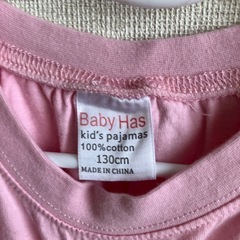 Baby Has
kid's pajamas
100%cotton
130cm
MADE IN CHINA